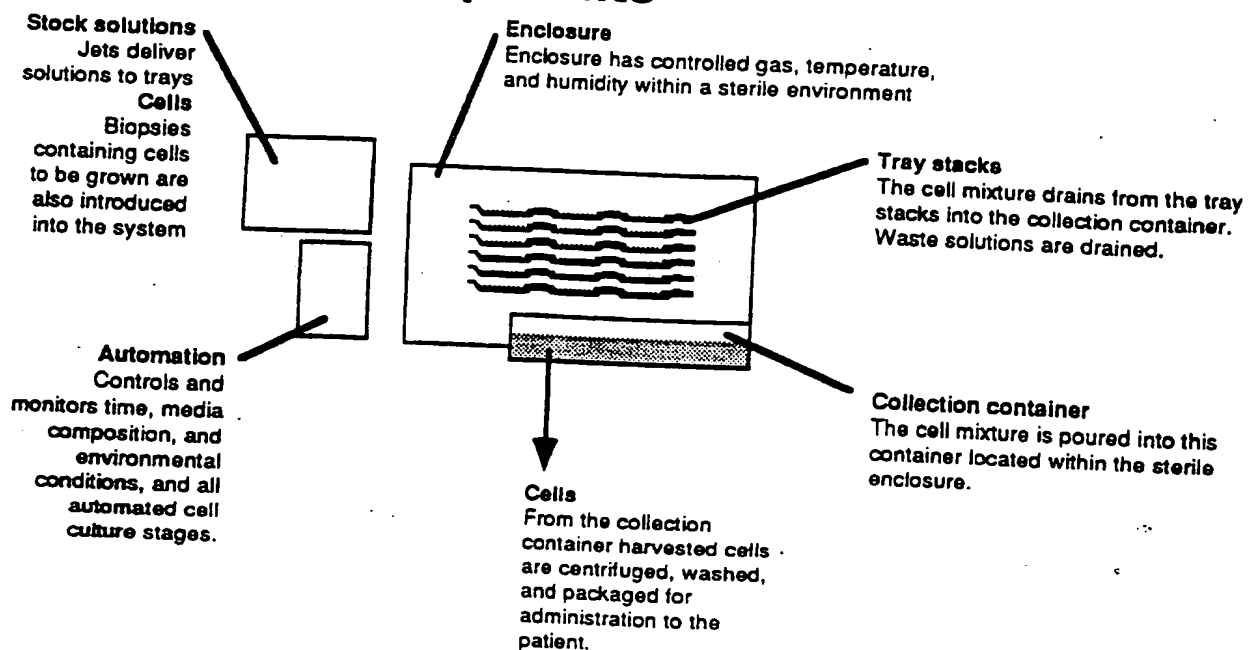 Stock solutions
Jets deliver
solutions to trays
Cells
Biopsies
containing cells
to be grown are
also introduced
into the system
Enclosure
Enclosure has controlled gas, temperature,
and humidity within a sterile environment
Tray stacks
The cell mixture drains from the tray
stacks into the collection container.
Waste solutions are drained.
Automation
Controls and
monitors time, media
composition, and
environmental
conditions, and all
automated cell
culture stages.
Collection container
The cell mixture is poured into this
container located within the sterile
enclosure.
Cells
From the collection
container harvested cells
are centrifuged, washed,
and packaged for
administration to the
patient.